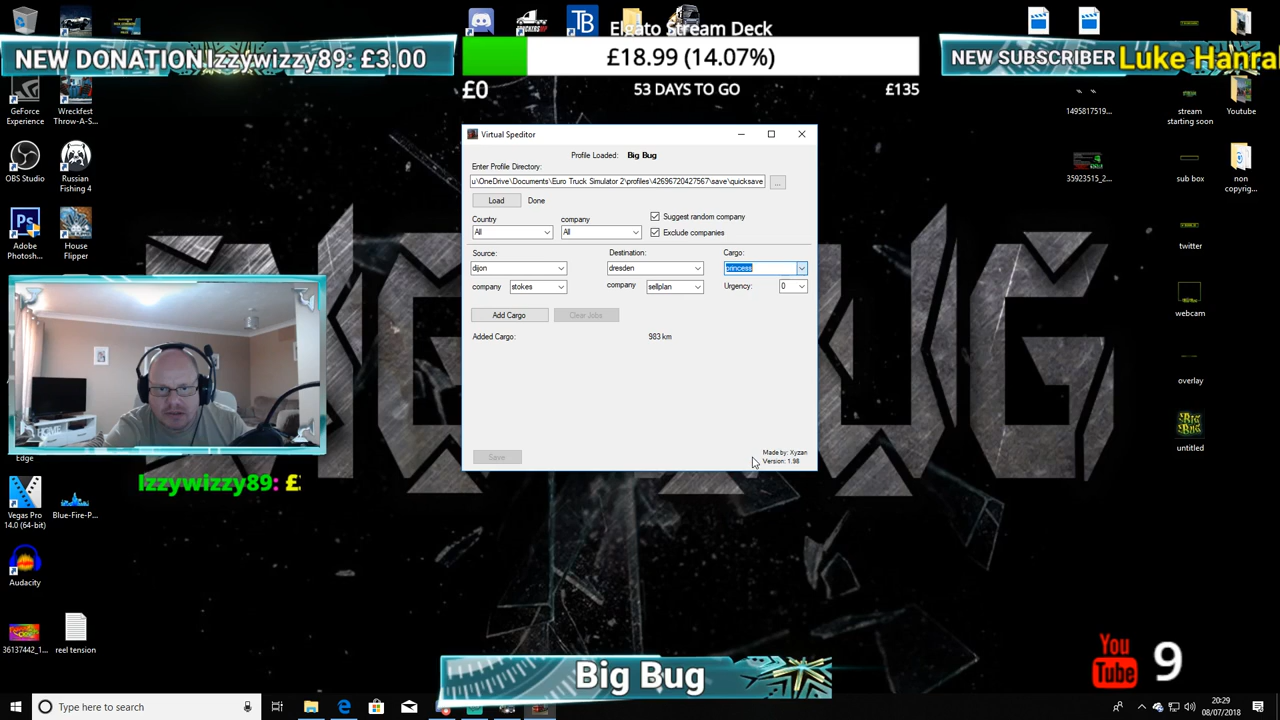 Elgato Stream Deck
NEW DONATION Izzywizzy89: £3.00
£18.99 (14.07%)
NEW SUBSCRIBER Luke Hanra
£0
53 DAYS TO GO
£135
GeForce Experience
Wreckfest Throw-A-S...
1495817519...
stream starting soon
Youtube
OBS Studio
Russian Fishing 4
35923515_2...
sub box
non copyrig...
Adobe Photosh...
House Flipper
twitter
webcam
overlay
untitled
Virtual Speditor
Profile Loaded: Big Bug
Enter Profile Directory:
u\OneDrive\Documents\Euro Truck Simulator 2\profiles\42696720427567\save\quicksave
...
Load
Done
Country
company
Suggest random company
All
All
Exclude companies
Source:
Destination:
Cargo:
dijon
dresden
princess
company
stokes
company
sellplan
Urgency:
0
Add Cargo
Clear Jobs
Added Cargo:
983 km
Save
Made by: Xyzan
Version: 1.98
Edge
Izzywizzy89: £
Vegas Pro 14.0 (64-bit)
Blue-Fire-P...
Audacity
36137442_1...
reel tension
Big Bug
You
Tube
9
Type here to search
20:29
08/07/2018